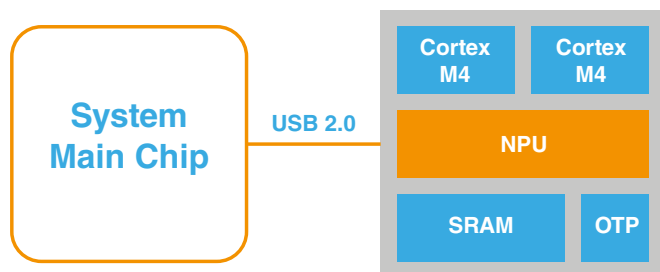 System
Main Chip
USB 2.0
Cortex
M4
Cortex
M4
NPU
SRAM
OTP